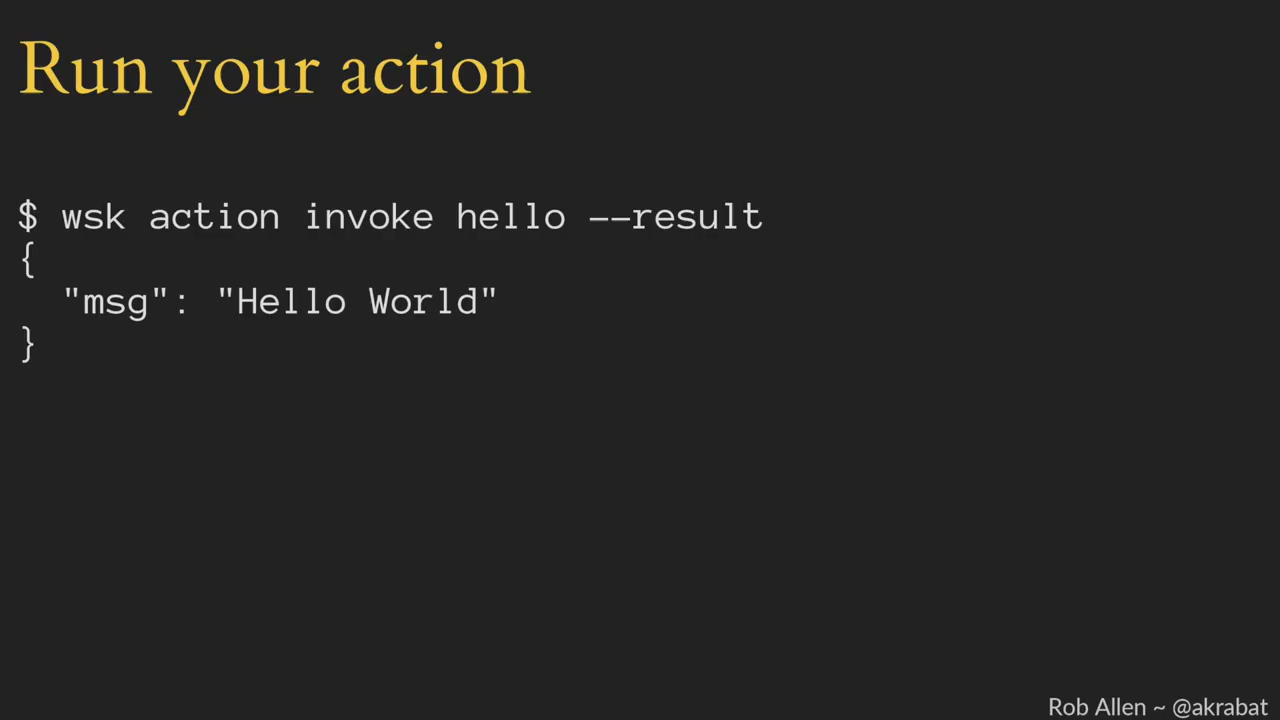 Run your action
$ wsk action invoke hello --result
{
  "msg": "Hello World"
}
Rob Allen ~ @akrabat